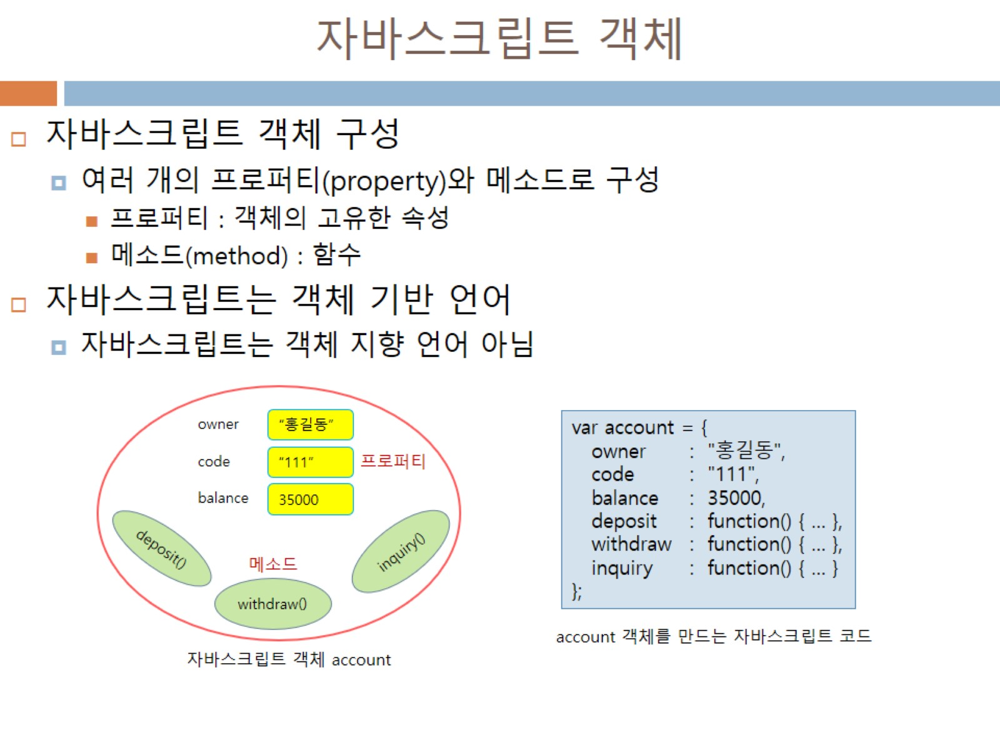 자바스크립트 객체
자바스크립트 객체 구성
여러 개의 프로퍼티(property)와 메소드로 구성
프로퍼티 : 객체의 고유한 속성
메소드(method) : 함수
자바스크립트는 객체 기반 언어
자바스크립트는 객체 지향 언어 아님
owner “홍길동”
code “111” 프로퍼티
balance 35000
deposit()
메소드
inquiry()
withdraw()
자바스크립트 객체 account
var account = {
owner : "홍길동",
code : "111",
balance : 35000,
deposit : function() { ... },
withdraw : function() { ... },
inquiry : function() { ... }
};
account 객체를 만드는 자바스크립트 코드